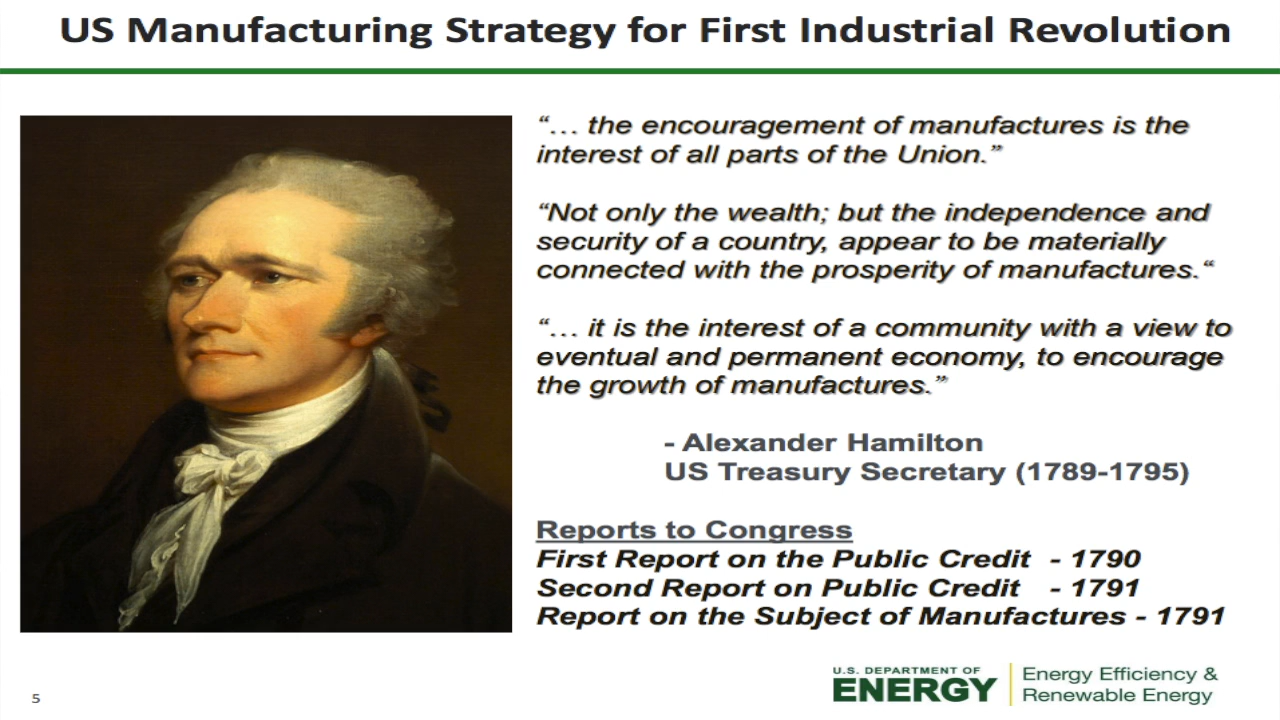 US Manufacturing Strategy for First Industrial Revolution
“… the encouragement of manufactures is the
interest of all parts of the Union.”
“Not only the wealth; but the independence and
security of a country, appear to be materially
connected with the prosperity of manufactures.“
“… it is the interest of a community with a view to
eventual and permanent economy, to encourage
the growth of manufactures.”
- Alexander Hamilton
US Treasury Secretary (1789-1795)
Reports to Congress
First Report on the Public Credit - 1790
Second Report on Public Credit - 1791
Report on the Subject of Manufactures - 1791
5
U.S. DEPARTMENT OF
ENERGY
Energy Efficiency &
Renewable Energy